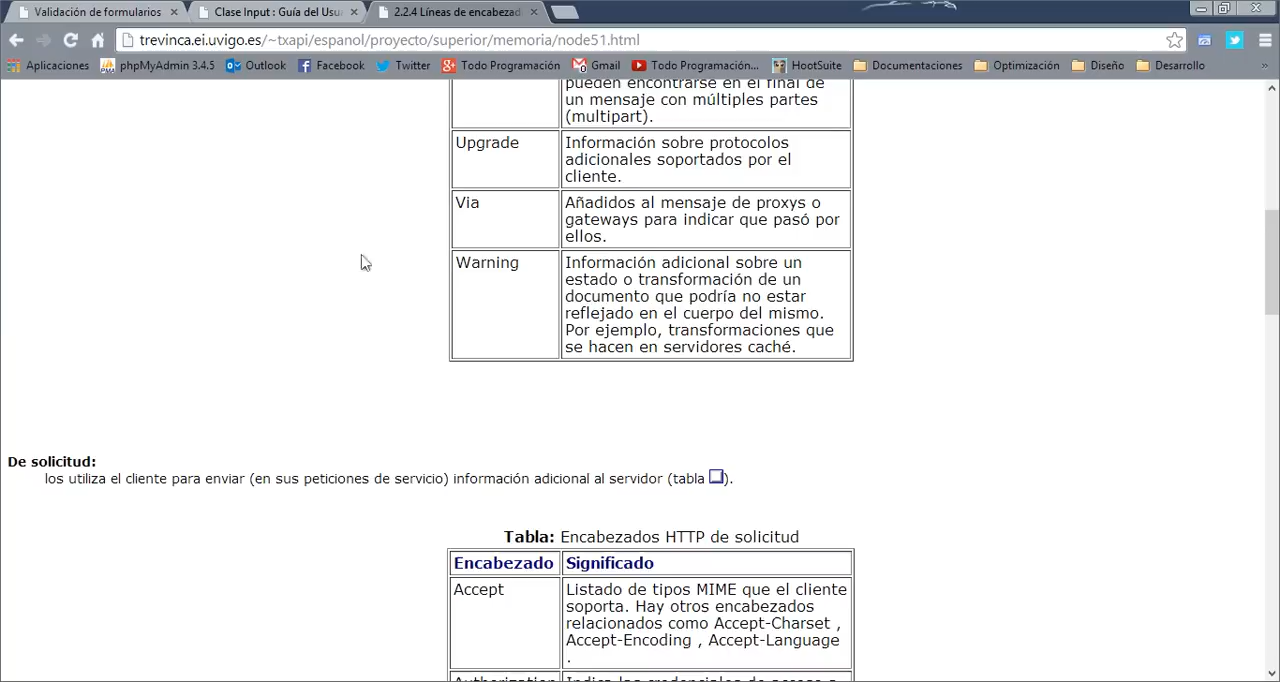 Validación de formularios
Clase Input : Guía del Usu
2.2.4 Líneas de encabezad
trevinca.ei.uvigo.es/~txapi/espanol/proyecto/superior/memoria/node51.html
Aplicaciones
phpMyAdmin 3.4.5
Outlook
Facebook
Twitter
Todo Programación
Gmail
Todo Programación...
HootSuite
Documentaciones
Optimización
Diseño
Desarrollo
»
pueden encontrarse en el final de
un mensaje con múltiples partes
(multipart).
Upgrade
Información sobre protocolos
adicionales soportados por el
cliente.
Via
Añadidos al mensaje de proxys o
gateways para indicar que pasó por
ellos.
Warning
Información adicional sobre un
estado o transformación de un
documento que podría no estar
reflejado en el cuerpo del mismo.
Por ejemplo, transformaciones que
se hacen en servidores caché.
De solicitud:
los utiliza el cliente para enviar (en sus peticiones de servicio) información adicional al servidor (tabla ).
Tabla: Encabezados HTTP de solicitud
Encabezado
Significado
Accept
Listado de tipos MIME que el cliente
soporta. Hay otros encabezados
relacionados como Accept-Charset ,
Accept-Encoding , Accept-Language
.
Authorization
Indica las credenciales de acceso a